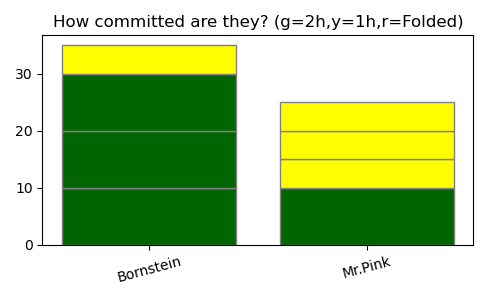 How committed are they? (g=2h,y=1h,r=Folded)
30
20
10
0
Bornstein
Mr.Pink